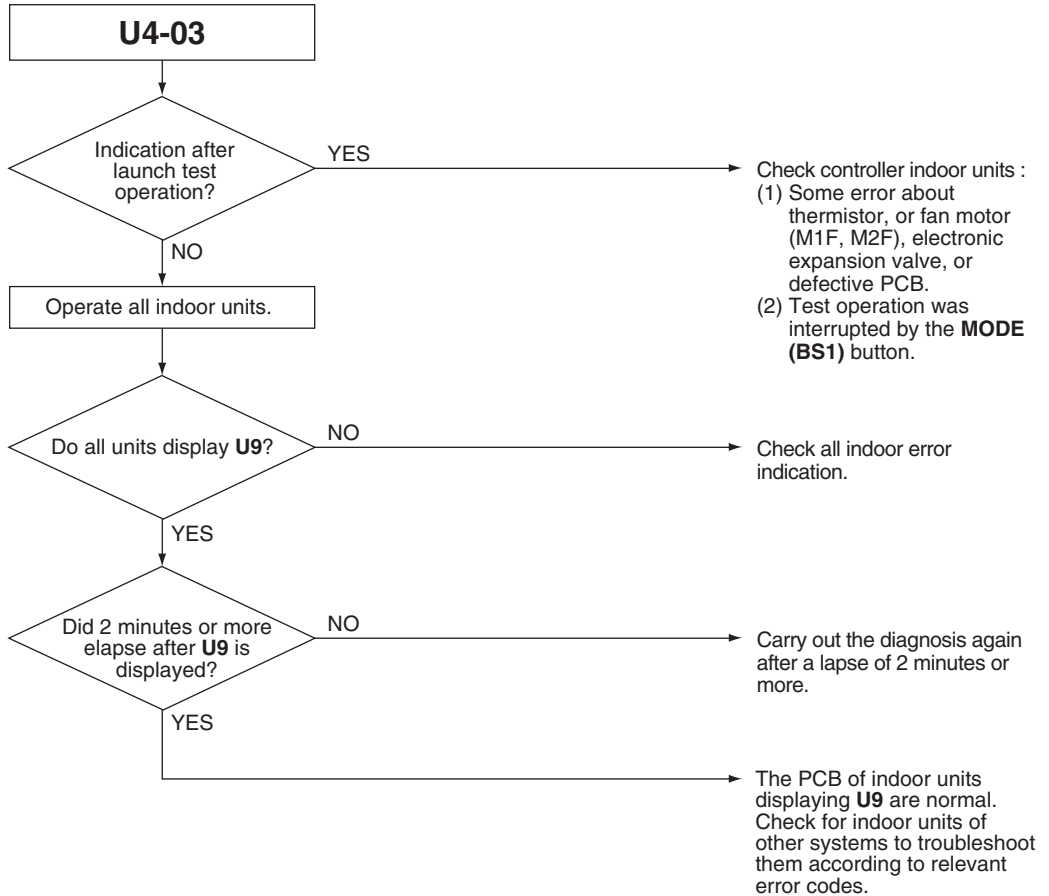 U4-03
Indication after
launch test
operation?
YES
Check controller indoor units :
(1) Some error about
thermistor, or fan motor
(M1F, M2F), electronic
expansion valve, or
defective PCB.
(2) Test operation was
interrupted by the MODE
(BS1) button.
NO
Operate all indoor units.
Do all units display U9?
NO
Check all indoor error
indication.
YES
Did 2 minutes or more
elapse after U9 is
displayed?
NO
Carry out the diagnosis again
after a lapse of 2 minutes or
more.
YES
The PCB of indoor units
displaying U9 are normal.
Check for indoor units of
other systems to troubleshoot
them according to relevant
error codes.